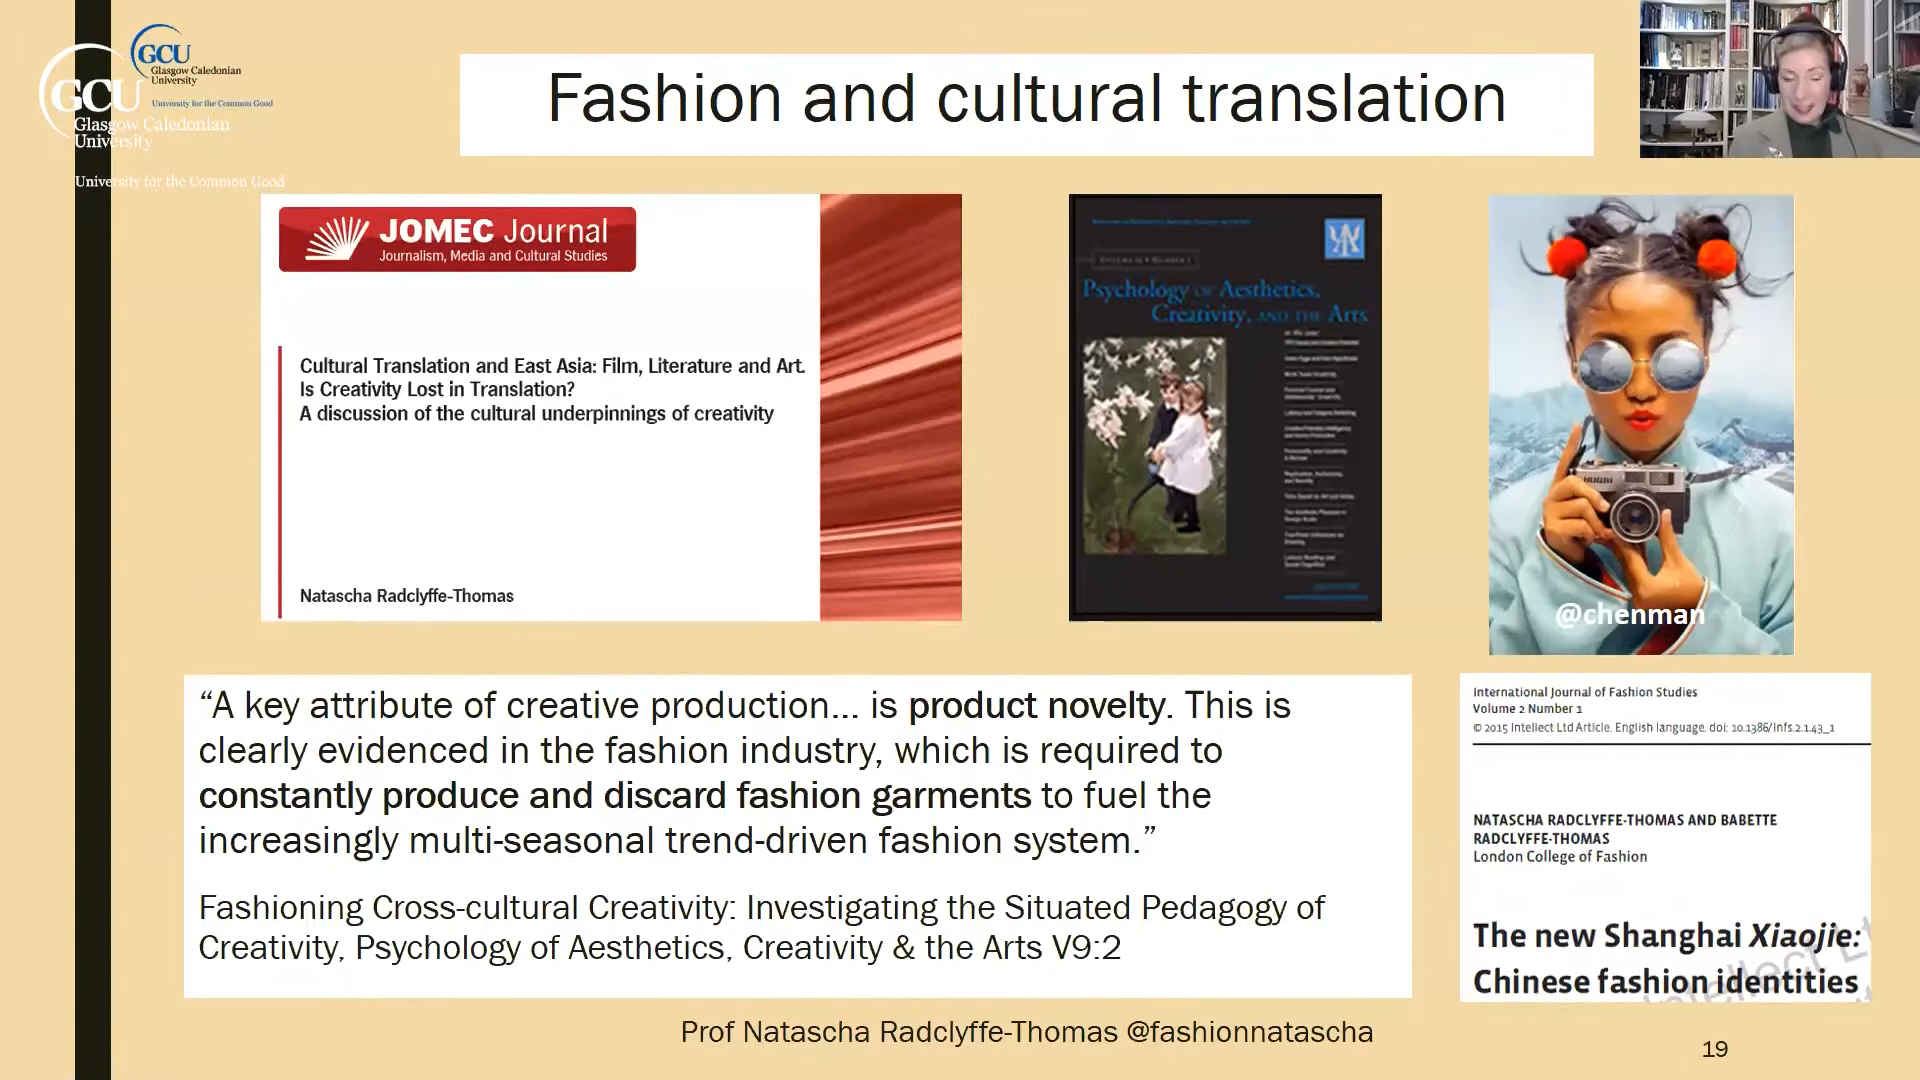 GCU
Glasgow Caledonian
University
University for the Common Good
GCU
Glasgow Caledonian
University
University for the Common Good
Fashion and cultural translation
JOMEC Journal
Journalism, Media and Cultural Studies
Cultural Translation and East Asia: Film, Literature and Art.
Is Creativity Lost in Translation?
A discussion of the cultural underpinnings of creativity
Natascha Radclyffe-Thomas
Psychology of Aesthetics,
Creativity, and the Arts
@chenman
“A key attribute of creative production... is product novelty. This is
clearly evidenced in the fashion industry, which is required to
constantly produce and discard fashion garments to fuel the
increasingly multi-seasonal trend-driven fashion system.”
Fashioning Cross-cultural Creativity: Investigating the Situated Pedagogy of
Creativity, Psychology of Aesthetics, Creativity & the Arts V9:2
International Journal of Fashion Studies
Volume 2 Number 1
© 2015 Intellect Ltd Article. English language. doi: 10.1386/infs.2.1.43_1
NATASCHA RADCLYFFE-THOMAS AND BABETTE
RADCLYFFE-THOMAS
London College of Fashion
The new Shanghai Xiaojie:
Chinese fashion identities
Prof Natascha Radclyffe-Thomas @fashionnatascha
19